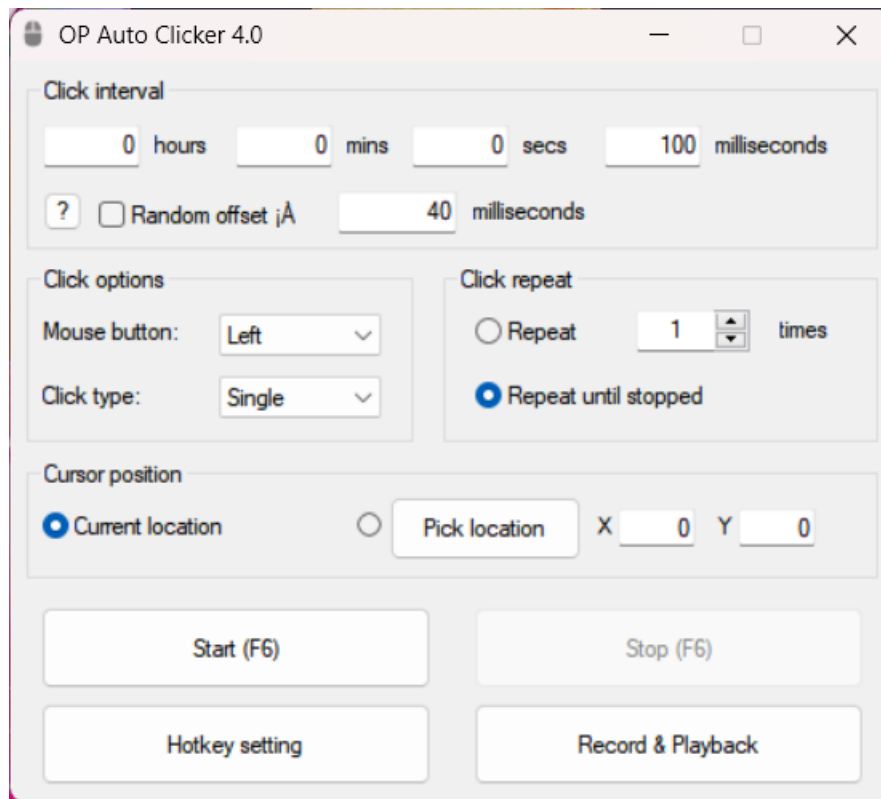 OP Auto Clicker 4.0
Click interval
0 hours 0 mins 0 secs 100 milliseconds
? Random offset ¡À 40 milliseconds
Click options
Mouse button: Left
Click type: Single
Click repeat
Repeat 1 times
Repeat until stopped
Cursor position
Current location Pick location X 0 Y 0
Start (F6) Stop (F6)
Hotkey setting Record & Playback